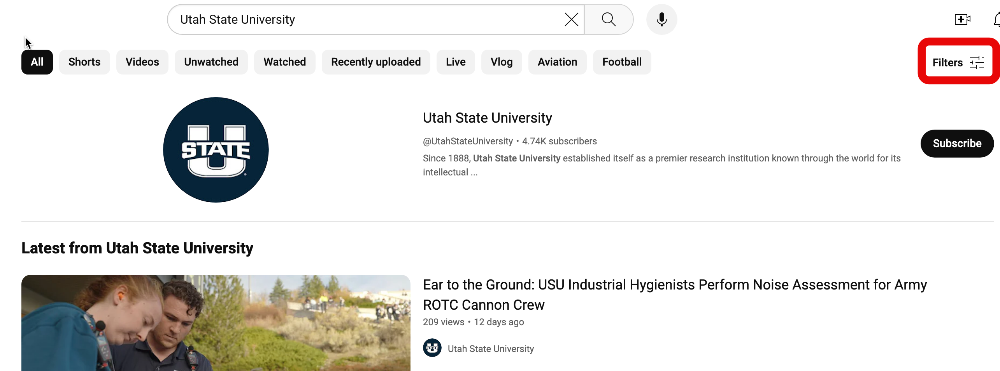 Utah State University
All Shorts Videos Unwatched Watched Recently uploaded Live Vlog Aviation Football Filters
STATE
Utah State University
@UtahStateUniversity • 4.74K subscribers
Since 1888, Utah State University established itself as a premier research institution known through the world for its
intellectual ...
Subscribe
Latest from Utah State University
Ear to the Ground: USU Industrial Hygienists Perform Noise Assessment for Army
ROTC Cannon Crew
209 views • 12 days ago
STATE
Utah State University